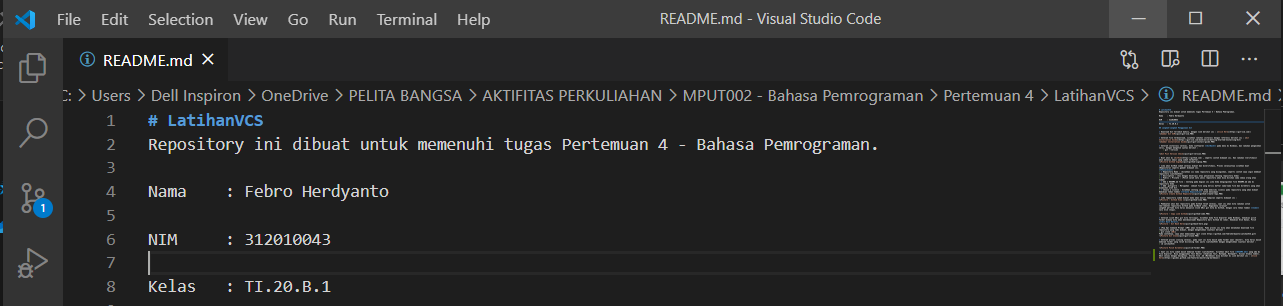 File Edit Selection View Go Run Terminal Help README.md - Visual Studio Code
README.md
C: > Users > Dell Inspiron > OneDrive > PELITA BANGSA > AKTIFITAS PERKULIAHAN > MPUT002 - Bahasa Pemrograman > Pertemuan 4 > LatihanVCS > README.md >
1 # LatihanVCS
2 Repository ini dibuat untuk memenuhi tugas Pertemuan 4 - Bahasa Pemrograman.
3
4 Nama : Febro Herdyanto
5
6 NIM : 312010043
7
8 Kelas : TI.20.B.1
1